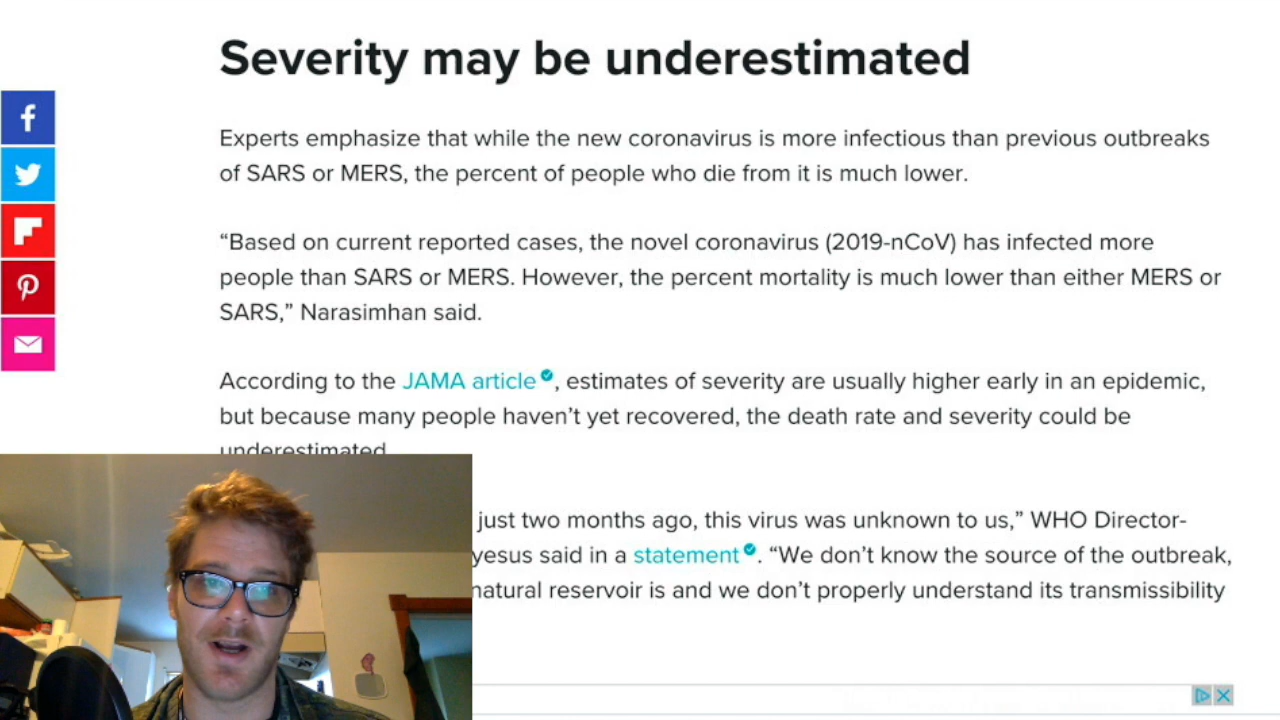 Severity may be underestimated
Experts emphasize that while the new coronavirus is more infectious than previous outbreaks
of SARS or MERS, the percent of people who die from it is much lower.
“Based on current reported cases, the novel coronavirus (2019-nCoV) has infected more
people than SARS or MERS. However, the percent mortality is much lower than either MERS or
SARS,” Narasimhan said.
According to the JAMA article, estimates of severity are usually higher early in an epidemic,
but because many people haven’t yet recovered, the death rate and severity could be
underestimated
just two months ago, this virus was unknown to us,” WHO Director-
yesus said in a statement. “We don’t know the source of the outbreak,
natural reservoir is and we don’t properly understand its transmissibility